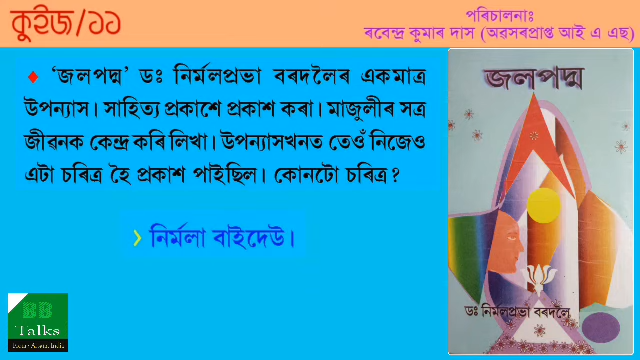 কুইজ/১১
পৰিচালনাঃ
ৰবেন্দ্ৰ কুমাৰ দাস (অৱসৰপ্ৰাপ্ত আই এ এছ)
♦ ‘জলপদ্ম’ ডঃ নিৰ্মলপ্ৰভা বৰদলৈৰ একমাত্ৰ
উপন্যাস। সাহিত্য প্ৰকাশে প্ৰকাশ কৰা। মাজুলীৰ সত্ৰ
জীৱনক কেন্দ্ৰ কৰি লিখা। উপন্যাসখনত তেওঁ নিজেও
এটা চৰিত্ৰ হৈ প্ৰকাশ পাইছিল। কোনটো চৰিত্ৰ?
› নিৰ্মলা বাইদেউ।
জলপদ্ম
ডঃ নিৰ্মলপ্ৰভা বৰদলৈ
BB
Talks